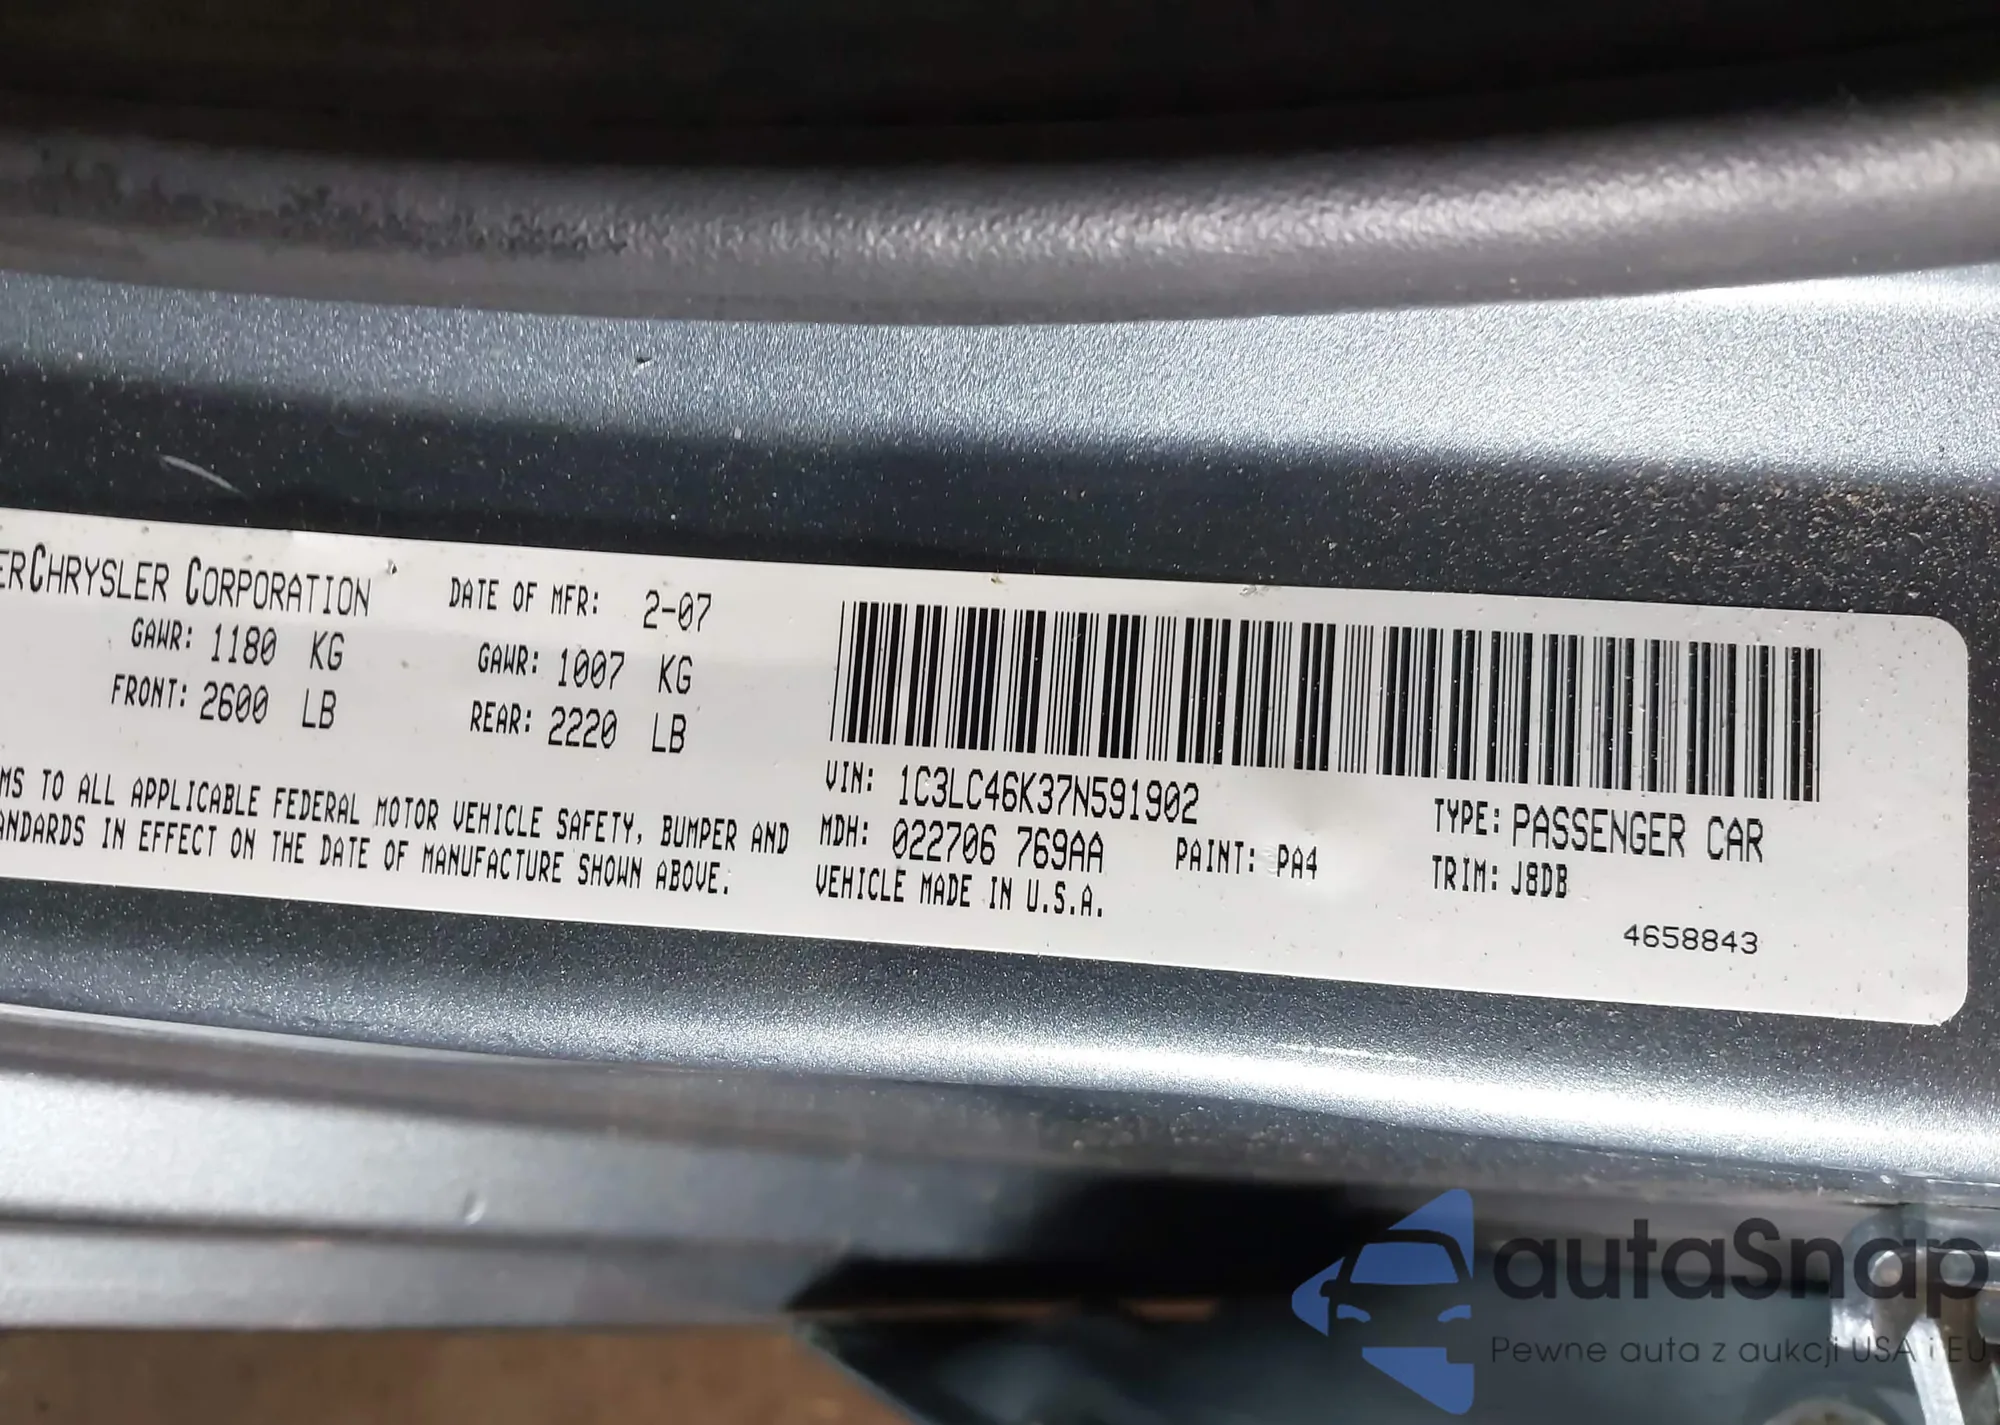 ERCHRYSLER CORPORATION DATE OF MFR: 2-07
GAWR: 1180 KG GAWR: 1007 KG
FRONT: 2600 LB REAR: 2220 LB
MS TO ALL APPLICABLE FEDERAL MOTOR VEHICLE SAFETY, BUMPER AND
ANDARDS IN EFFECT ON THE DATE OF MANUFACTURE SHOWN ABOVE.
VIN: 1C3LC46K37N591902 TYPE: PASSENGER CAR
MDH: 022706 769AA PAINT: PA4 TRIM: J8DB
VEHICLE MADE IN U.S.A.
4658843
autaSnap
Pewne auta z aukcji USA i EU